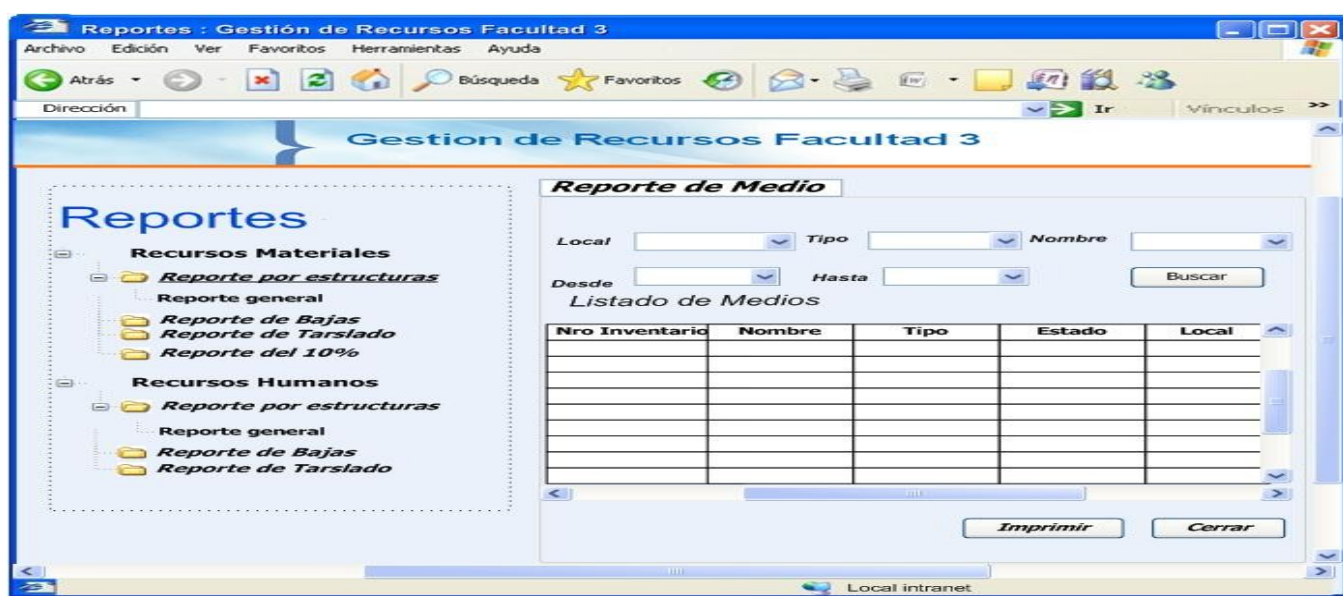 Reportes : Gestión de Recursos Facultad 3
Archivo Edición Ver Favoritos Herramientas Ayuda
Atrás Búsqueda Favoritos
Dirección Ir Vínculos >>
Gestion de Recursos Facultad 3
Reportes
Recursos Materiales
Reporte por estructuras
Reporte general
Reporte de Bajas
Reporte de Tarslado
Reporte del 10%
Recursos Humanos
Reporte por estructuras
Reporte general
Reporte de Bajas
Reporte de Tarslado
Reporte de Medio
Local Tipo Nombre
Desde Hasta Buscar
Listado de Medios
Nro Inventario Nombre Tipo Estado Local
Imprimir Cerrar
Local intranet